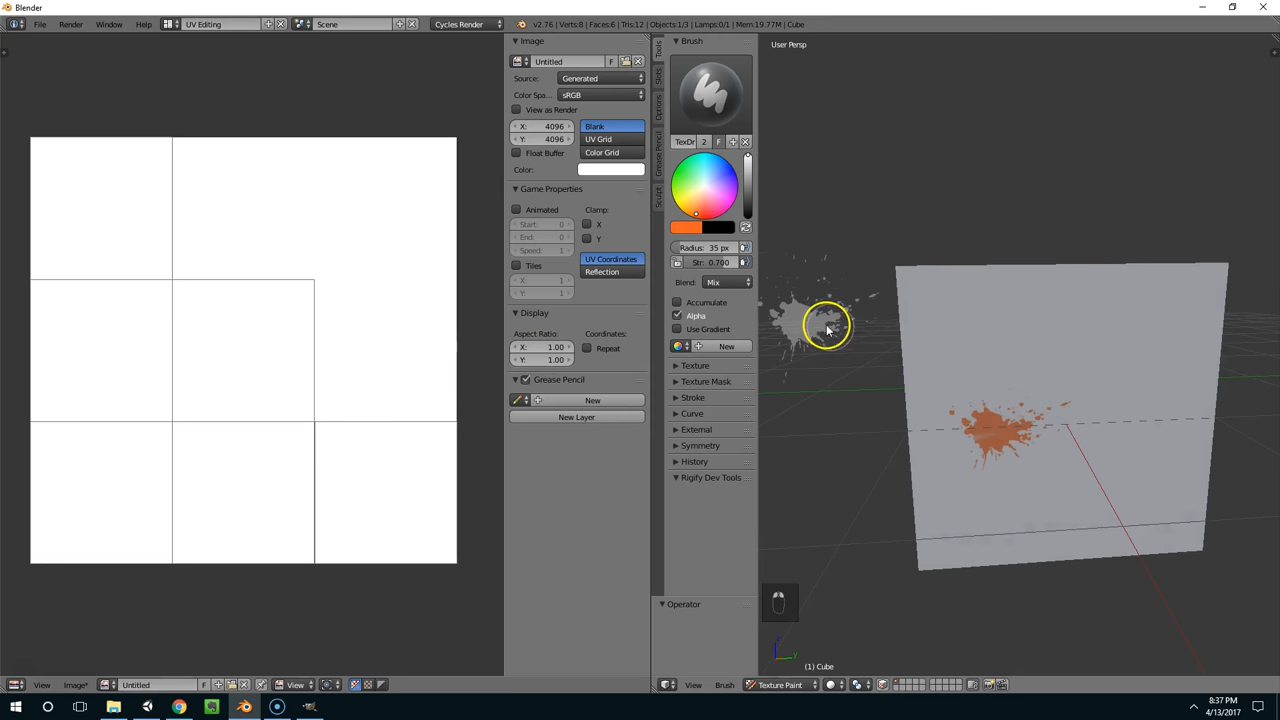 Blender
File Render Window Help UV Editing Scene Cycles Render v2.76 | Verts:8 | Faces:6 | Tris:12 | Objects:1/3 | Lamps:0/1 | Mem:19.77M | Cube
Image
Untitled F
Source: Generated
Color Spa... sRGB
View as Render
X: 4096 Blank
Y: 4096 UV Grid
Float Buffer Color Grid
Color:
Game Properties
Animated Clamp:
Start: 0 X
End: 0 Y
Speed: 1
UV Coordinates
Tiles Reflection
X: 1
Y: 1
Display
Aspect Ratio: Coordinates:
X: 1.00 Repeat
Y: 1.00
Grease Pencil
New
New Layer
Tools
Slots
Options
Grease Pencil
Sculpt
Brush
TexDr 2 F
Radius: 35 px
Str: 0.700
Blend: Mix
Accumulate
Alpha
Use Gradient
New
Texture
Texture Mask
Stroke
Curve
External
Symmetry
History
Rigify Dev Tools
Operator
User Persp
(1) Cube
View Image* Untitled F View
View Brush Texture Paint
8:37 PM
4/13/2017